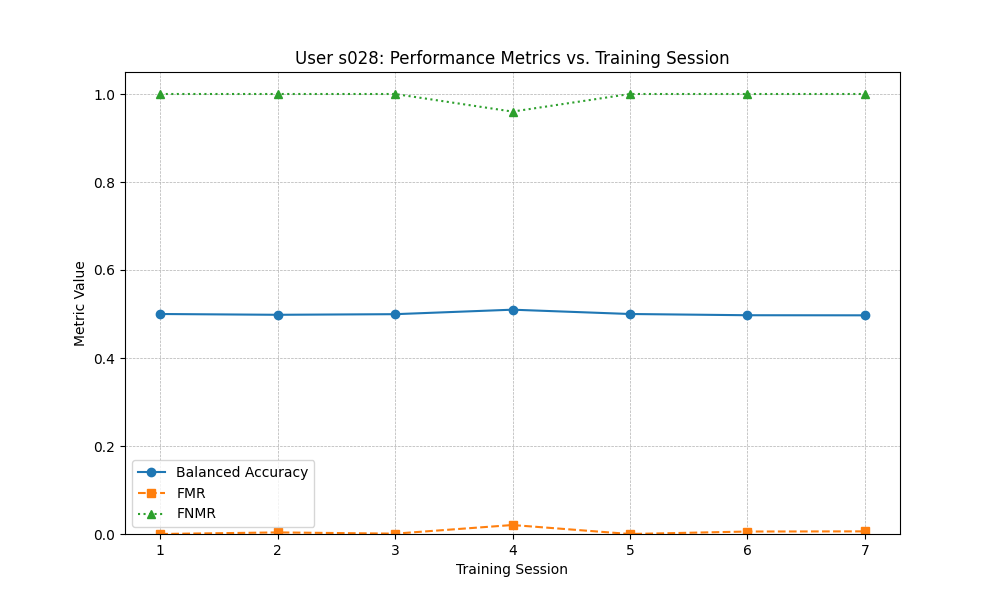 User s028: Performance Metrics vs. Training Session
Metric Value
1.0
0.8
0.6
0.4
0.2
0.0
Balanced Accuracy
FMR
FNMR
1 2 3 4 5 6 7
Training Session